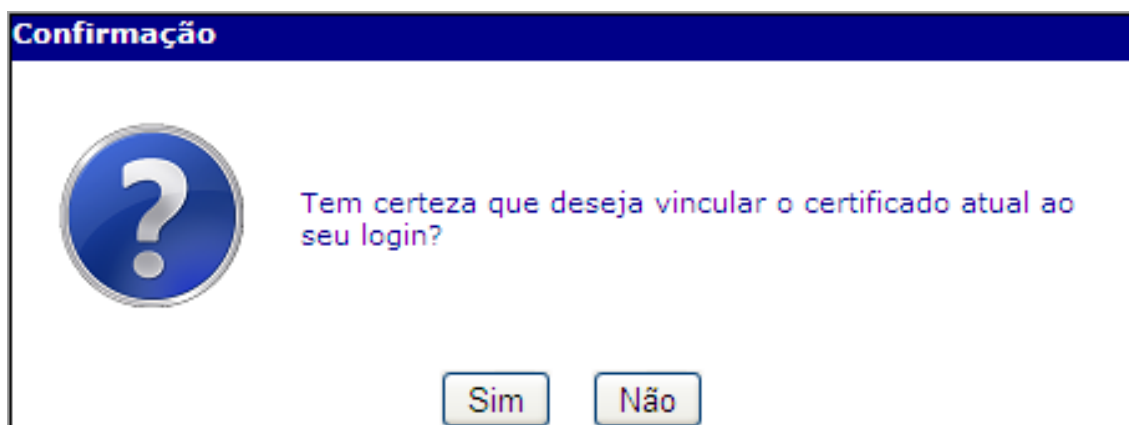 Confirmação
Tem certeza que deseja vincular o certificado atual ao
seu login?
Sim Não